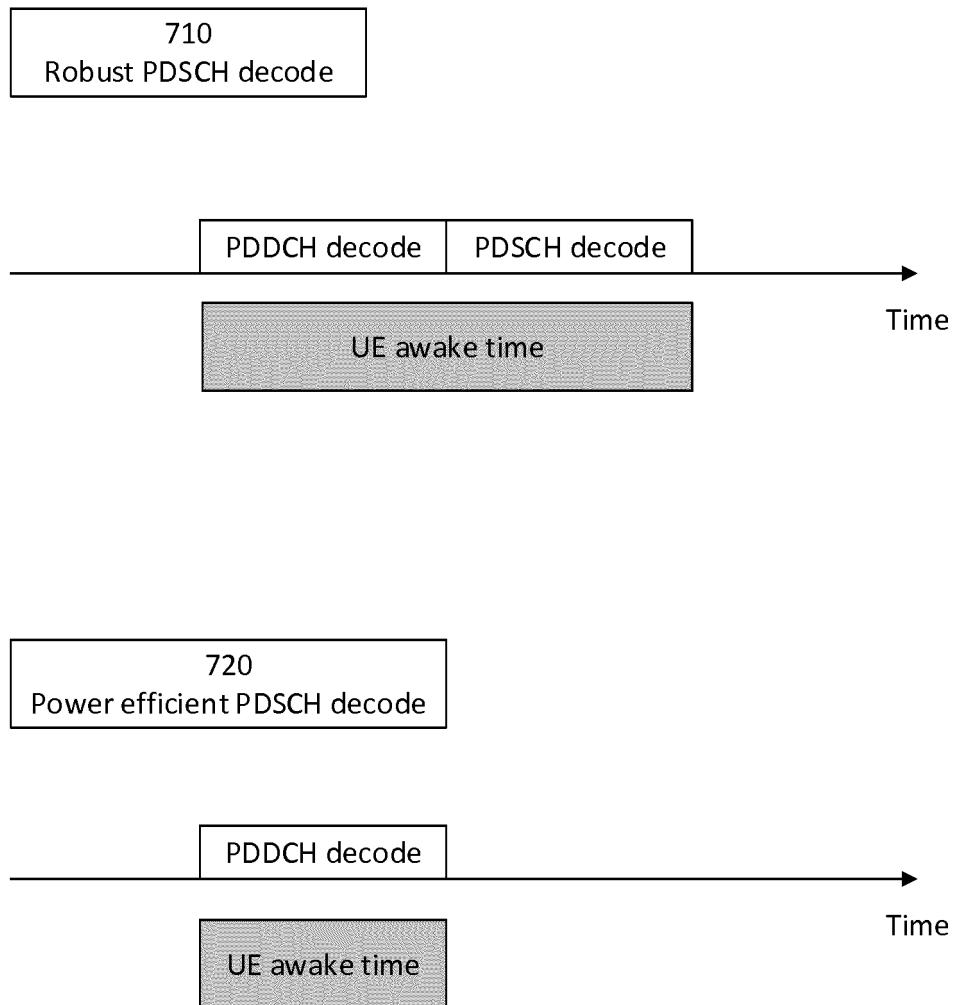 710
Robust PDSCH decode
PDDCH decode
PDSCH decode
Time
UE awake time
720
Power efficient PDSCH decode
PDDCH decode
Time
UE awake time